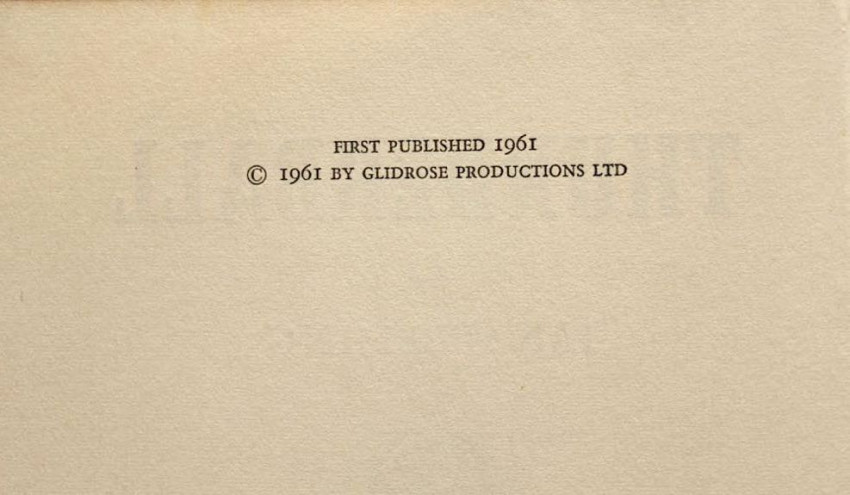 FIRST PUBLISHED 1961
© 1961 BY GLIDROSE PRODUCTIONS LTD